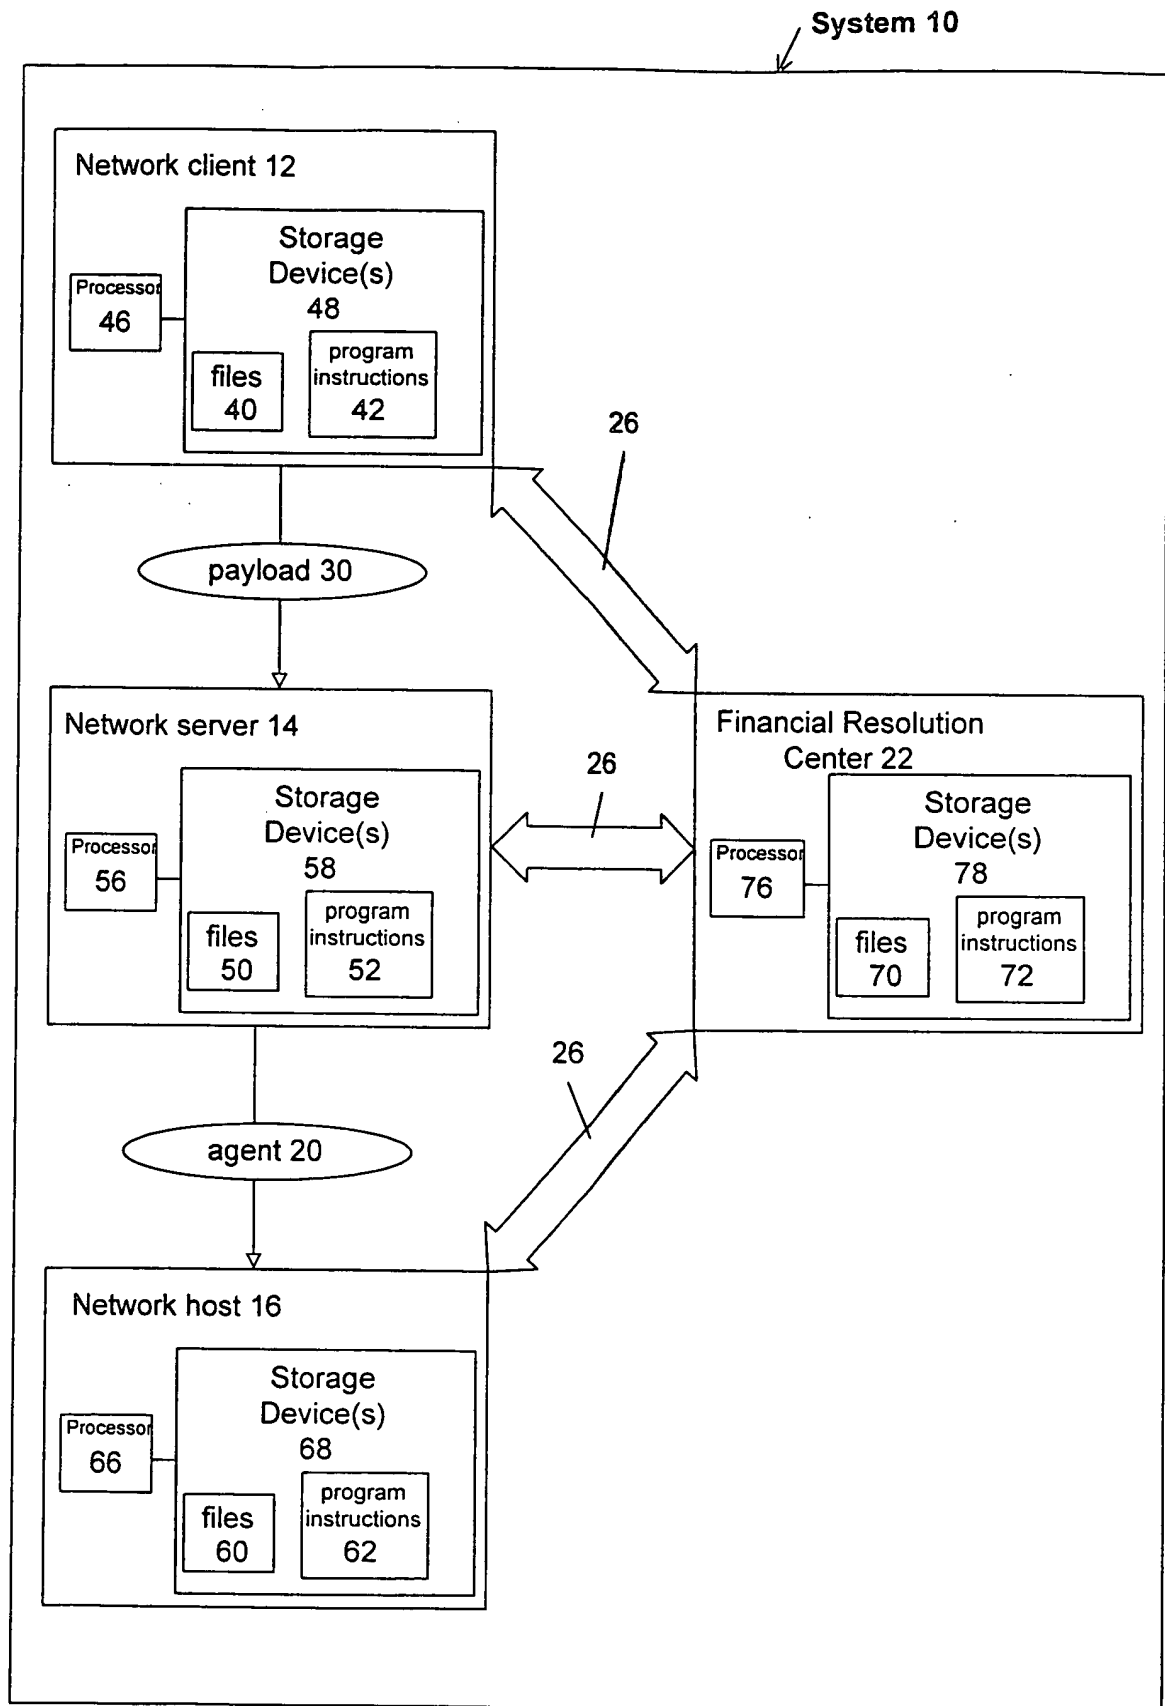 System 10
Network client 12
Storage
Device(s)
48
Processor
46
files
40
program
instructions
42
26
payload 30
Network server 14
Storage
Device(s)
58
Processor
56
files
50
program
instructions
52
26
Financial Resolution
Center 22
Storage
Device(s)
78
Processor
76
files
70
program
instructions
72
26
agent 20
Network host 16
Storage
Device(s)
68
Processor
66
files
60
program
instructions
62